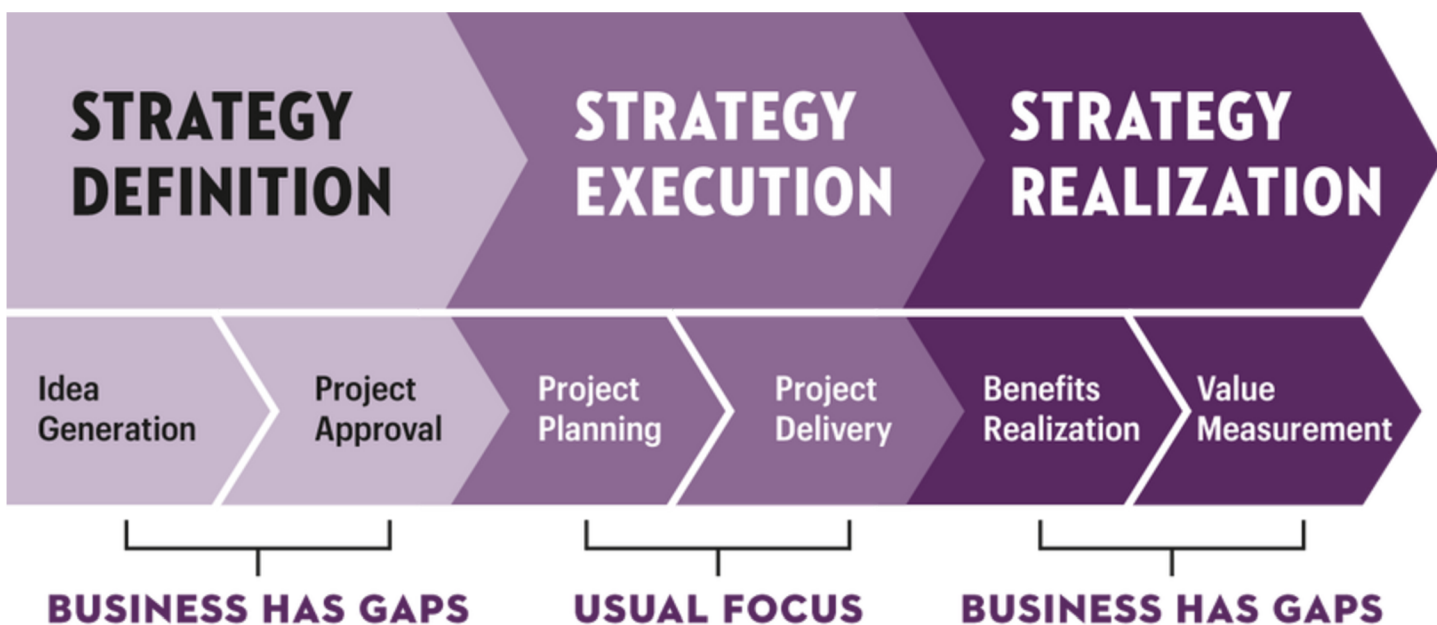 STRATEGY
DEFINITION
STRATEGY
EXECUTION
STRATEGY
REALIZATION
Idea
Generation
Project
Approval
Project
Planning
Project
Delivery
Benefits
Realization
Value
Measurement
BUSINESS HAS GAPS
USUAL FOCUS
BUSINESS HAS GAPS